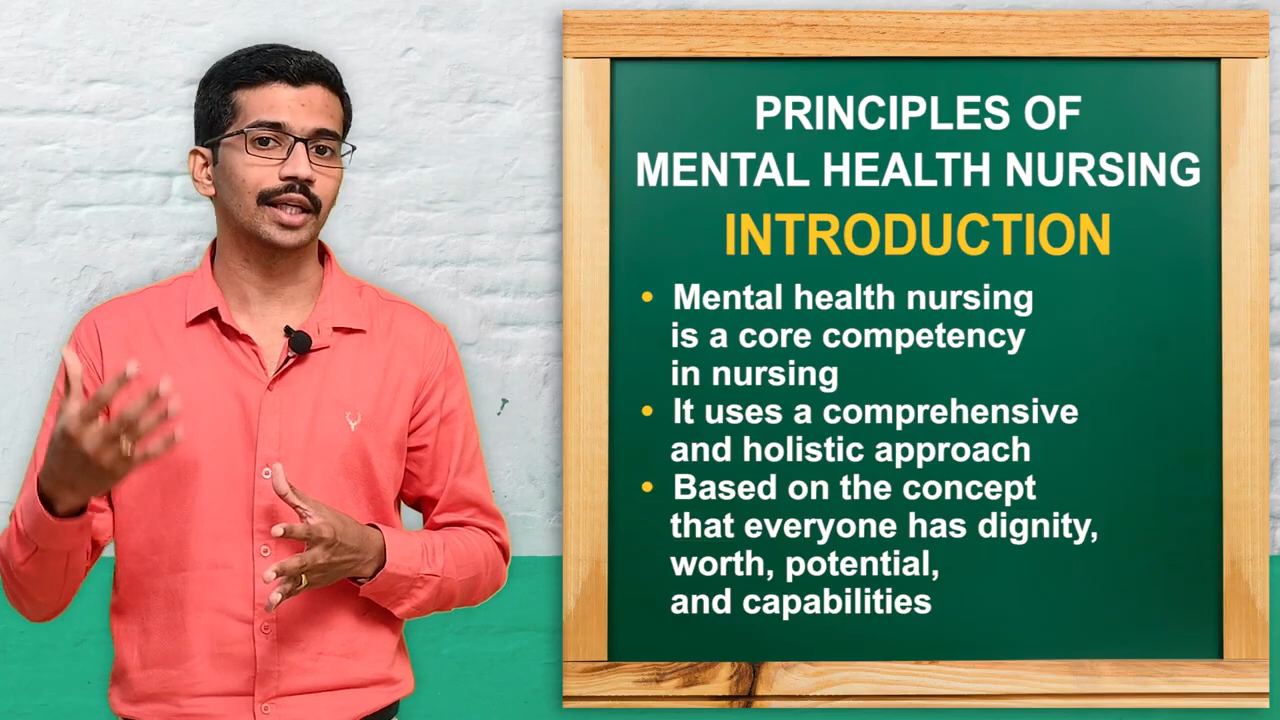 PRINCIPLES OF
MENTAL HEALTH NURSING
INTRODUCTION
• Mental health nursing
is a core competency
in nursing
• It uses a comprehensive
and holistic approach
• Based on the concept
that everyone has dignity,
worth, potential,
and capabilities